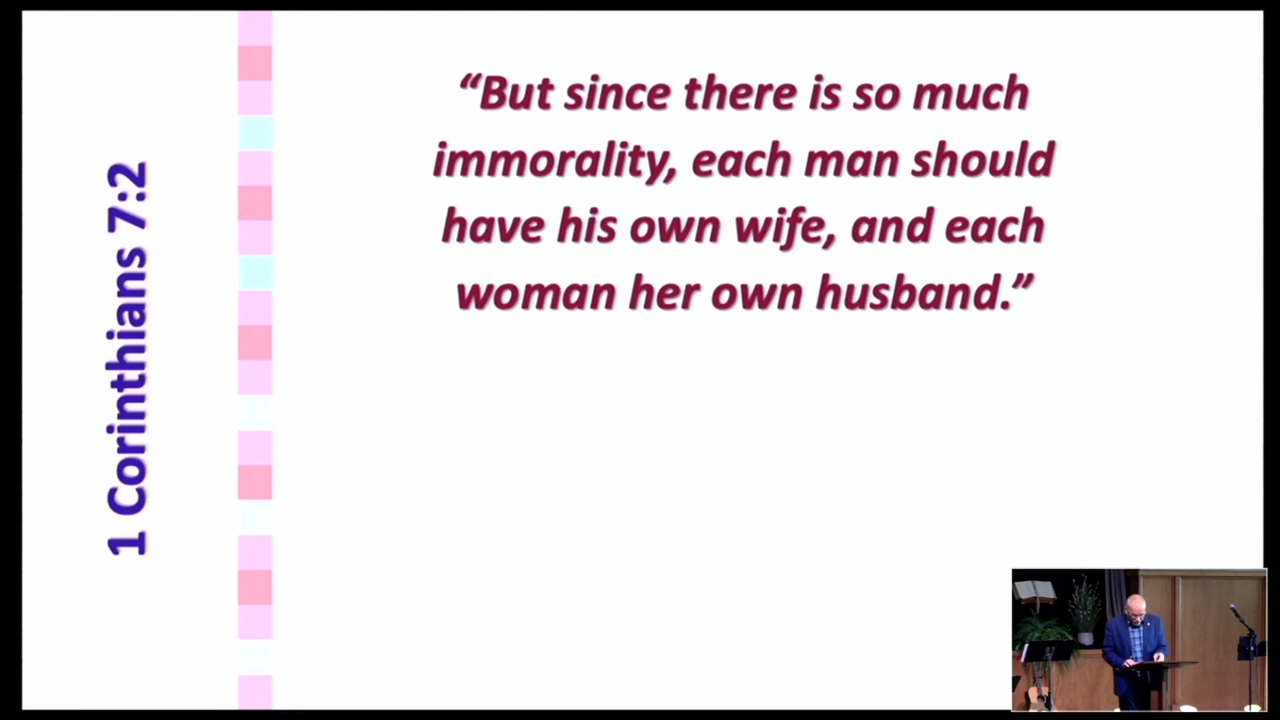 1 Corinthians 7:2
“But since there is so much
immorality, each man should
have his own wife, and each
woman her own husband.”